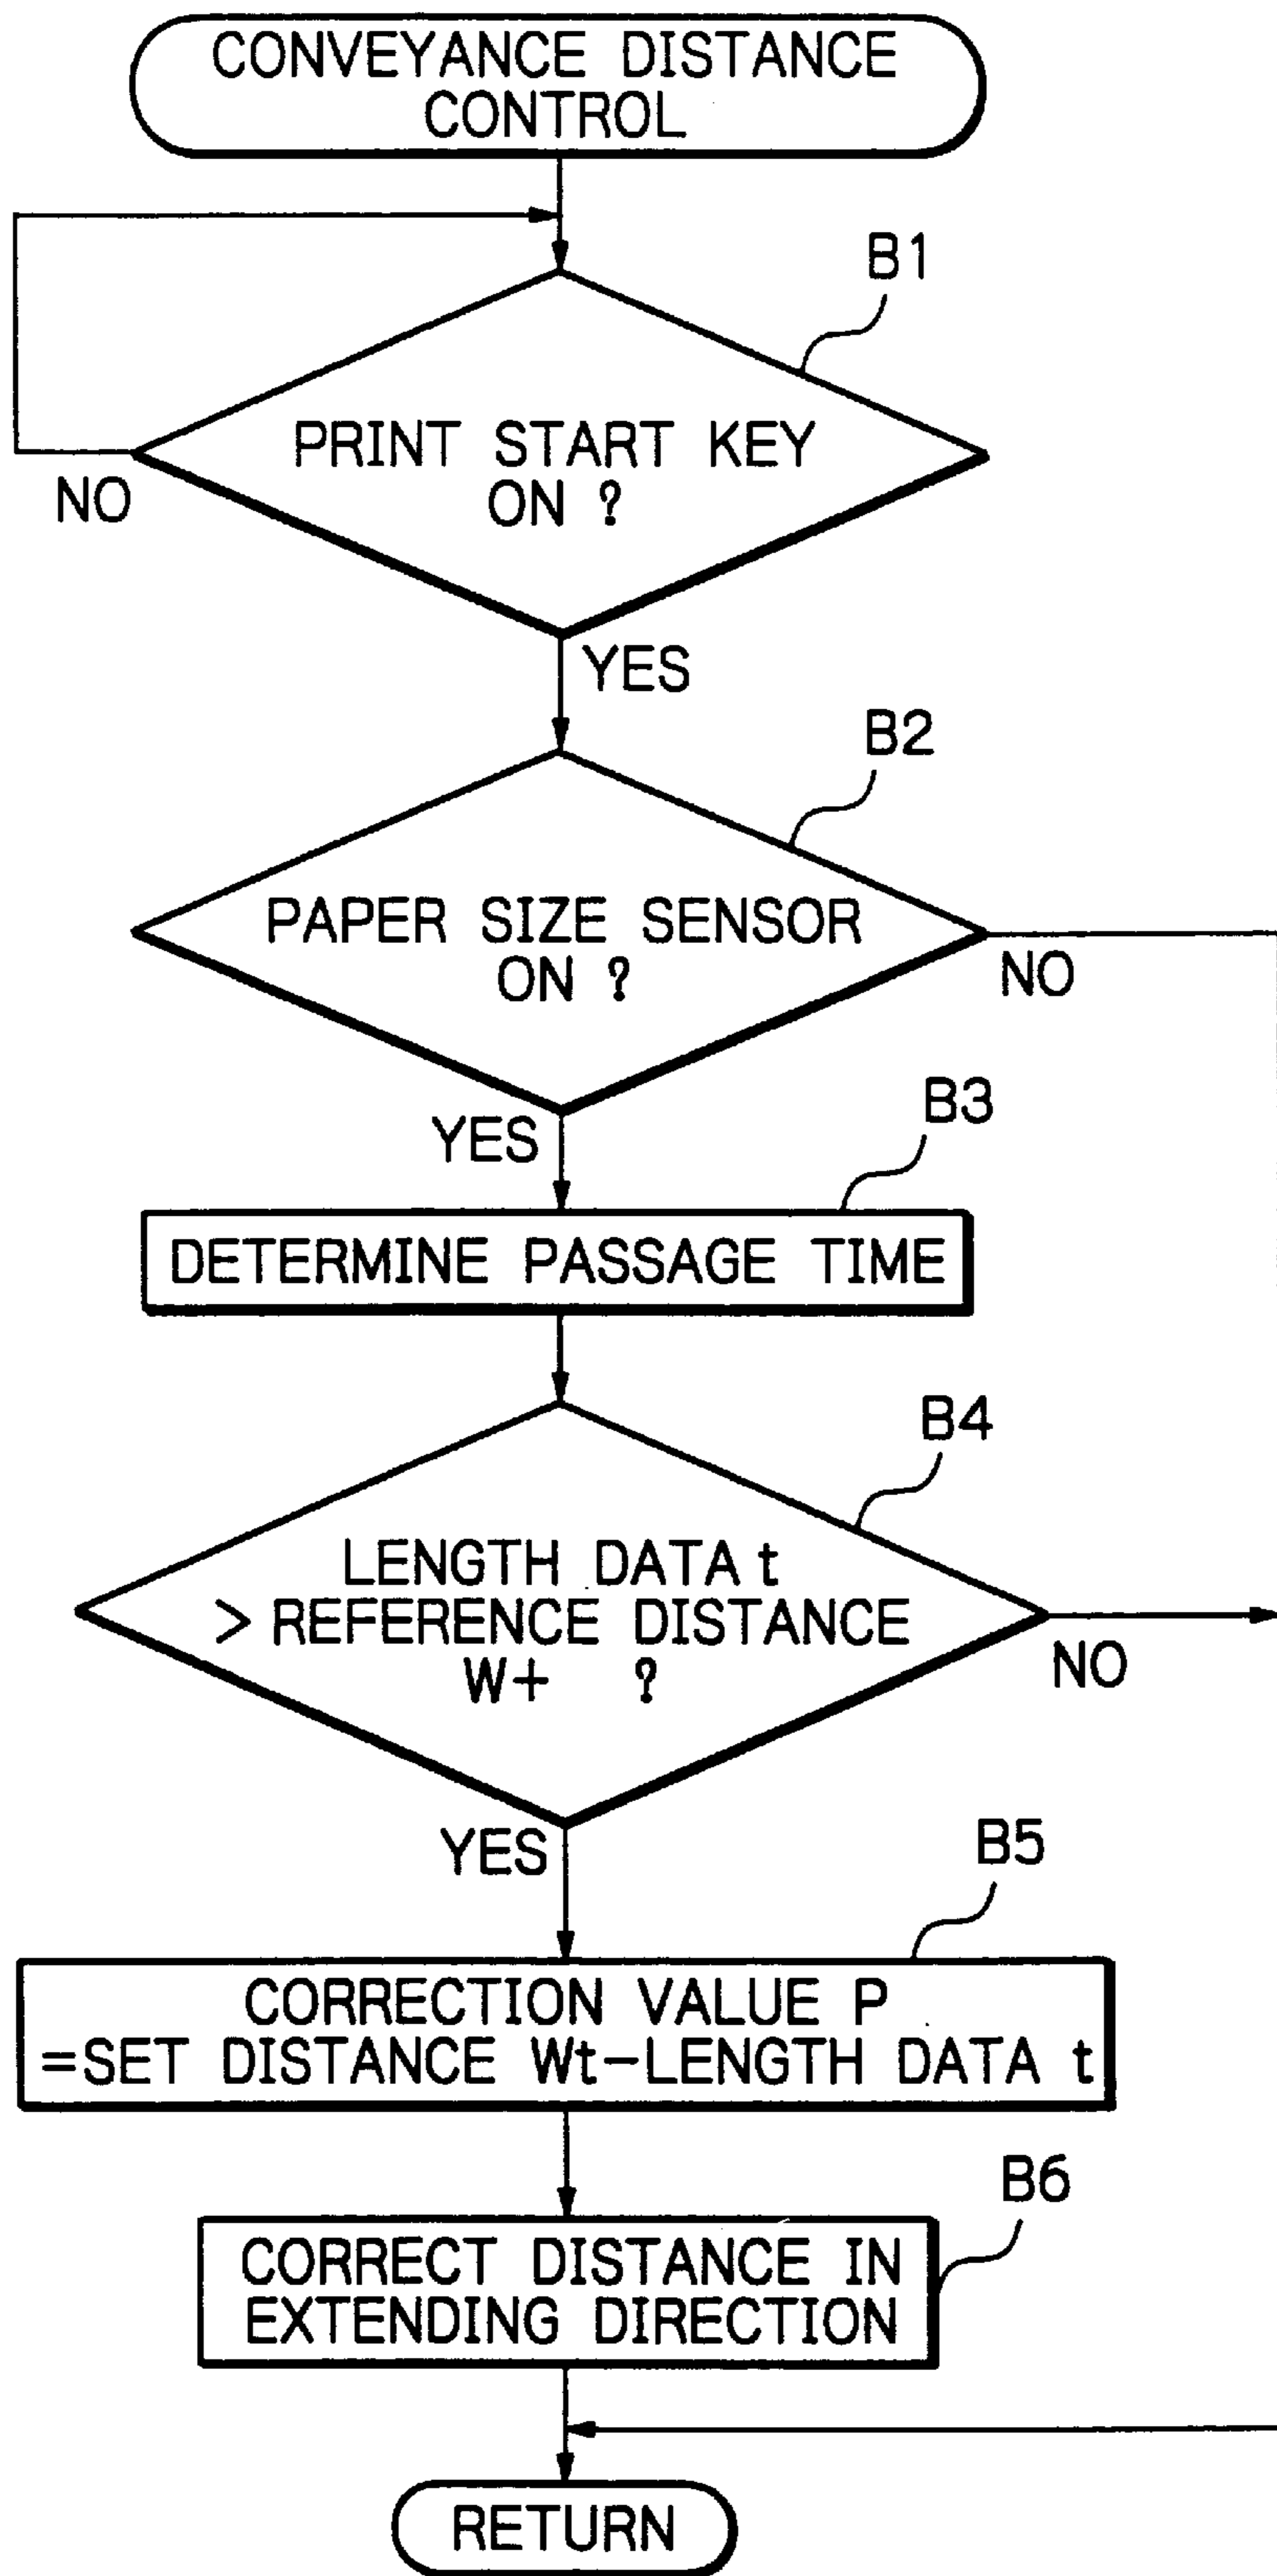 CONVEYANCE DISTANCE
CONTROL
B1
PRINT START KEY
ON ?
NO
YES
B2
PAPER SIZE SENSOR
ON ?
NO
YES
B3
DETERMINE PASSAGE TIME
B4
LENGTH DATA t
> REFERENCE DISTANCE
W+ ?
NO
YES
B5
CORRECTION VALUE P
=SET DISTANCE Wt-LENGTH DATA t
B6
CORRECT DISTANCE IN
EXTENDING DIRECTION
RETURN